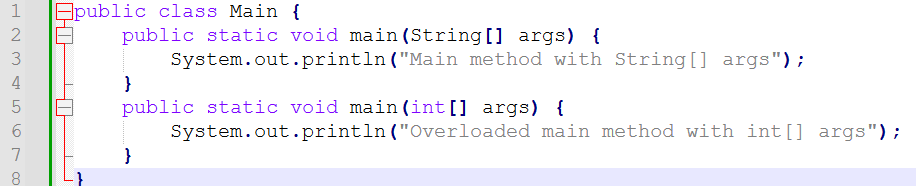 1 public class Main {
2     public static void main(String[] args) {
3         System.out.println("Main method with String[] args");
4     }
5     public static void main(int[] args) {
6         System.out.println("Overloaded main method with int[] args");
7     }
8 }